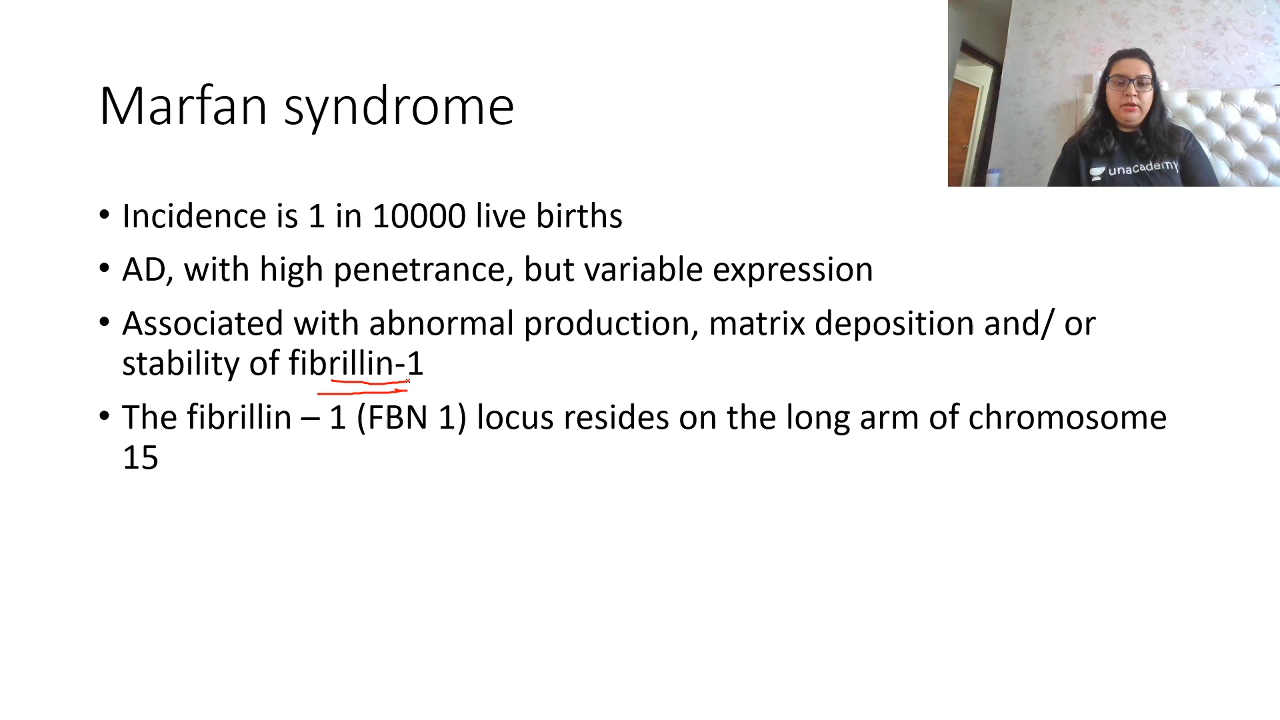 Marfan syndrome
unacademy
• Incidence is 1 in 10000 live births
• AD, with high penetrance, but variable expression
• Associated with abnormal production, matrix deposition and/ or
stability of fibrillin-1
• The fibrillin – 1 (FBN 1) locus resides on the long arm of chromosome
15